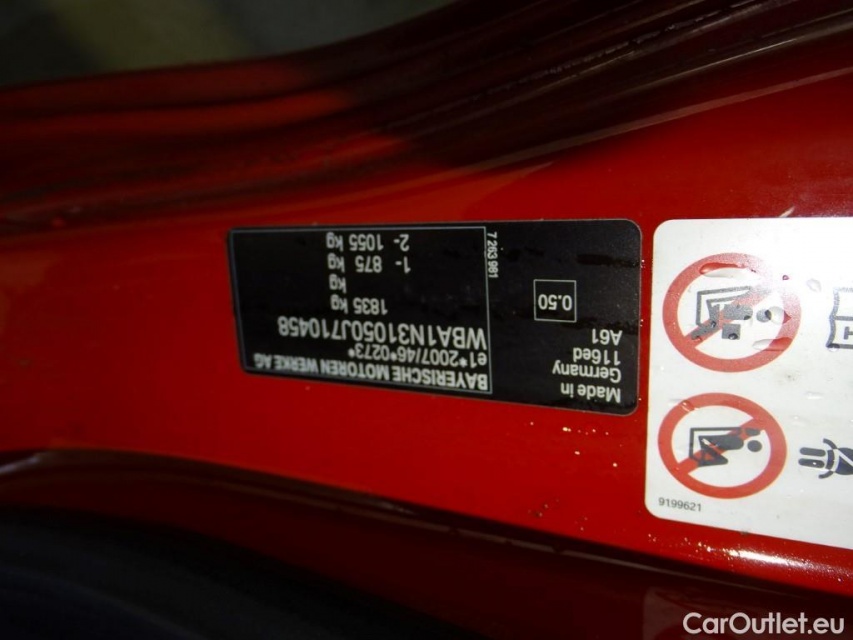 BAYERISCHE MOTOREN WERKE AG
e1*2007/46*0273*
WBA1N31050J710458
1835 kg
kg
1- 875 kg
2- 1055 kg
7 263 981
Made in
Germany
116ed
A61
0.50
9199621
CarOutlet.eu